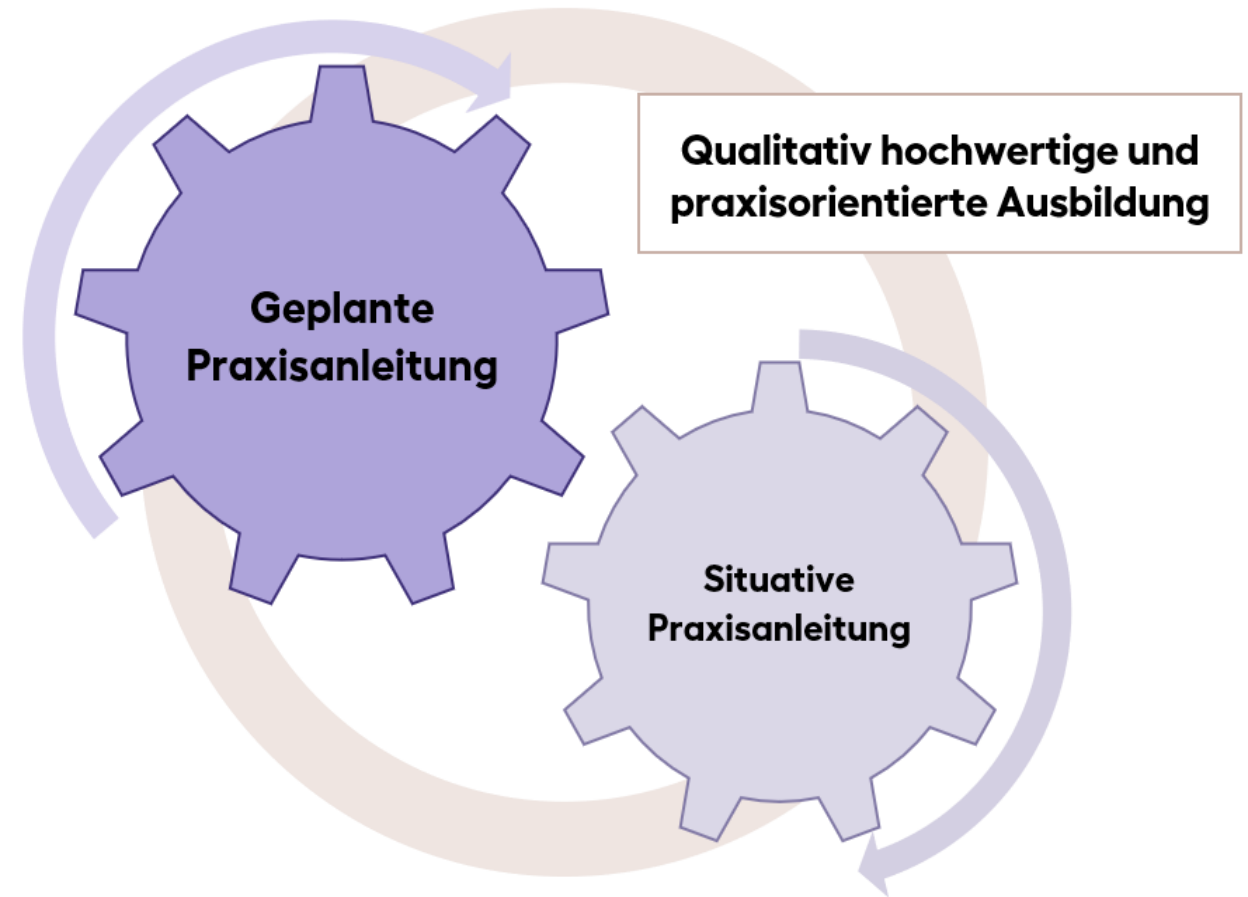 Qualitativ hochwertige und
praxisorientierte Ausbildung
Geplante
Praxisanleitung
Situative
Praxisanleitung